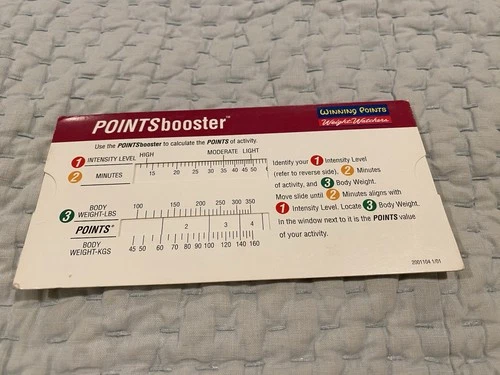 POINTSbooster™
WINNING POINTS
Weight Watchers
Use the POINTSbooster to calculate the POINTS of activity.
1 INTENSITY LEVEL HIGH MODERATE LIGHT
2 MINUTES 15 20 25 30 35 40 45 50
3 BODY WEIGHT-LBS 100 150 200 250 300 350
POINTS® 2 3 4
BODY WEIGHT-KGS 45 50 60 70 80 90 100 120 140 160
Identify your 1 Intensity Level
(refer to reverse side), 2 Minutes
of activity, and 3 Body Weight.
Move slide until 2 Minutes aligns with
1 Intensity Level. Locate 3 Body Weight.
In the window next to it is the POINTS value
of your activity.
2001104 1/01